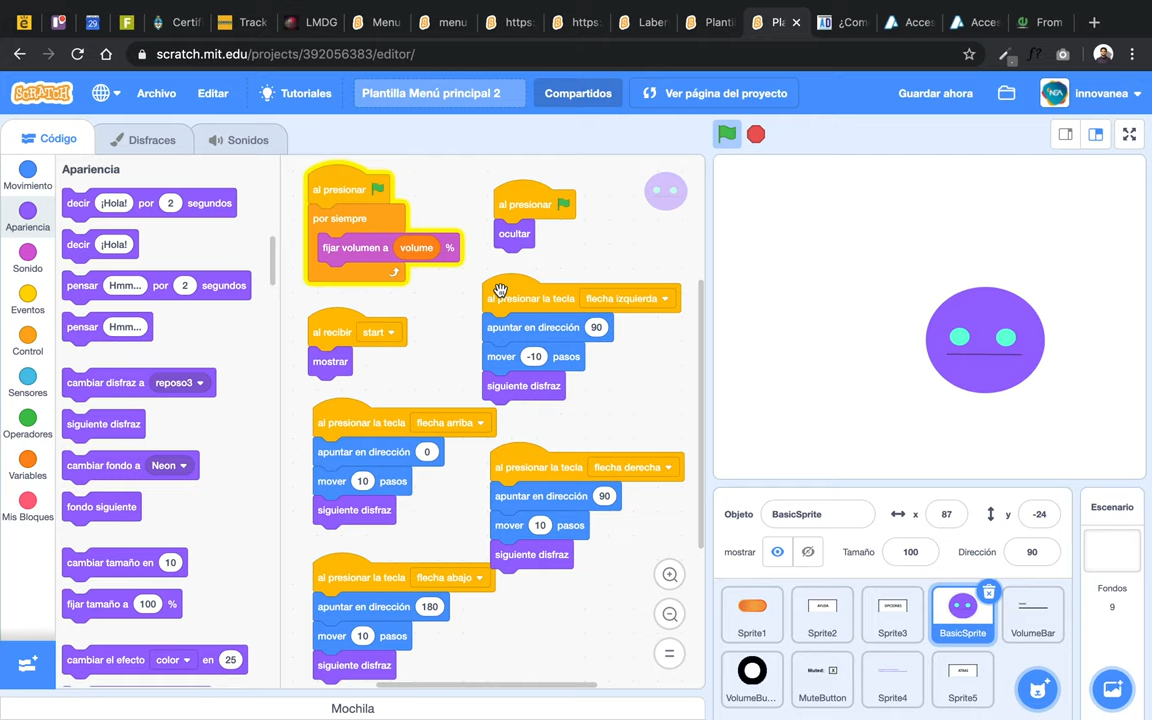 Certifi
Track
LMDG
Menu
menu
https:
https:
Laber
Planti
Pla
¿Com
Acces
Acces
From
scratch.mit.edu/projects/392056383/editor/
SCRATCH
Archivo
Editar
Tutoriales
Plantilla Menú principal 2
Compartidos
Ver página del proyecto
Guardar ahora
innovanea
Código
Disfraces
Sonidos
Movimiento
Apariencia
Sonido
Eventos
Control
Sensores
Operadores
Variables
Mis Bloques
Apariencia
decir ¡Hola! por 2 segundos
decir ¡Hola!
pensar Hmm... por 2 segundos
pensar Hmm...
cambiar disfraz a reposo3
siguiente disfraz
cambiar fondo a Neon
fondo siguiente
cambiar tamaño en 10
fijar tamaño a 100 %
cambiar el efecto color en 25
al presionar
por siempre
fijar volumen a volume %
al presionar
ocultar
al recibir start
mostrar
al presionar la tecla flecha izquierda
apuntar en dirección 90
mover -10 pasos
siguiente disfraz
al presionar la tecla flecha arriba
apuntar en dirección 0
mover 10 pasos
siguiente disfraz
al presionar la tecla flecha derecha
apuntar en dirección 90
mover 10 pasos
siguiente disfraz
al presionar la tecla flecha abajo
apuntar en dirección 180
mover 10 pasos
siguiente disfraz
Mochila
Objeto BasicSprite x 87 y -24
mostrar Tamaño 100 Dirección 90
Sprite1
AYUDA
Sprite2
OPCIONES
Sprite3
BasicSprite
VolumeBar
VolumeBu...
Muted: [X]
MuteButton
Sprite4
ATRAS
Sprite5
Escenario
Fondos
9